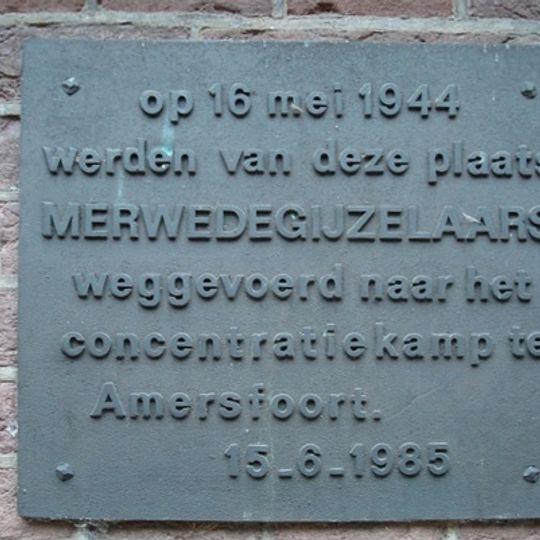 op 16 mei 1944
werden van deze plaats
MERWEDEGIJZELAARS
weggevoerd naar het
concentratiekamp te
Amersfoort.
15-6-1985